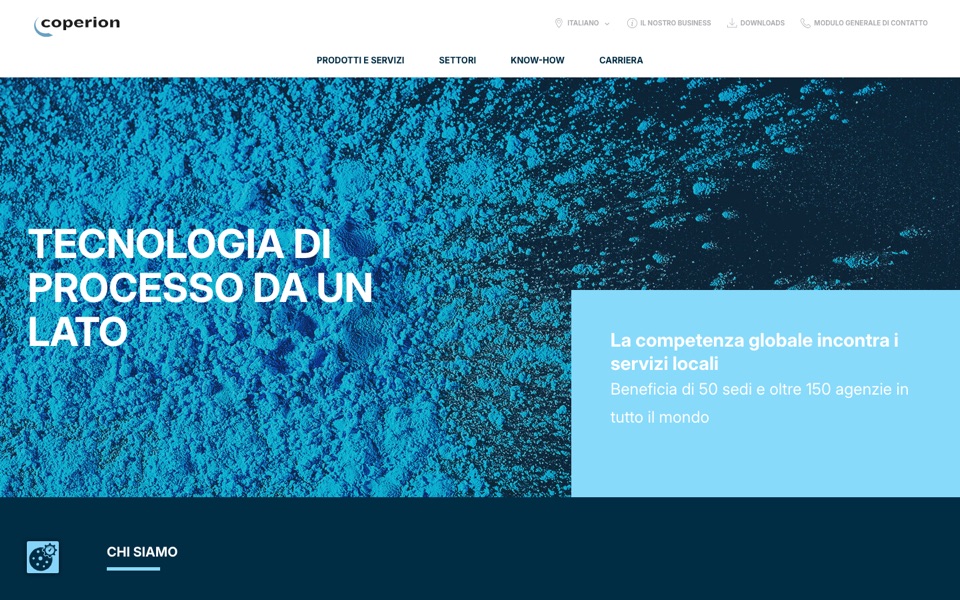 coperion
ITALIANO
IL NOSTRO BUSINESS
DOWNLOADS
MODULO GENERALE DI CONTATTO
PRODOTTI E SERVIZI
SETTORI
KNOW-HOW
CARRIERA
TECNOLOGIA DI
PROCESSO DA UN
LATO
La competenza globale incontra i
servizi locali
Beneficia di 50 sedi e oltre 150 agenzie in
tutto il mondo
CHI SIAMO